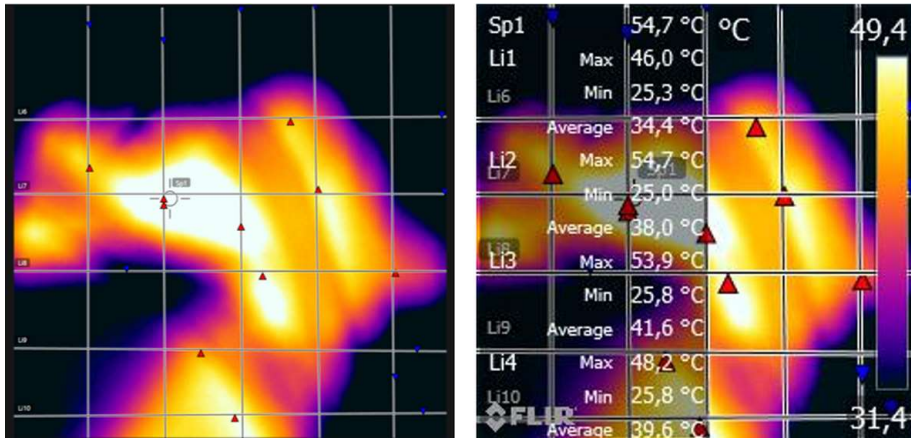 Li6
Sp1
Li7
Li8
Li9
Li10
Sp1 54,7 °C °C 49,4
Li1 Max 46,0 °C
Li6 Min 25,3 °C
Average 34,4 °C
Li2 Max 54,7 °C
Li7 Sp1
Min 25,0 °C
Average 38,0 °C
Li8
Li3 Max 53,9 °C
Min 25,8 °C
Li9 Average 41,6 °C
Li4 Max 48,2 °C
Li10 Min 25,8 °C
FLIR 31,4
Average 39,6 °C